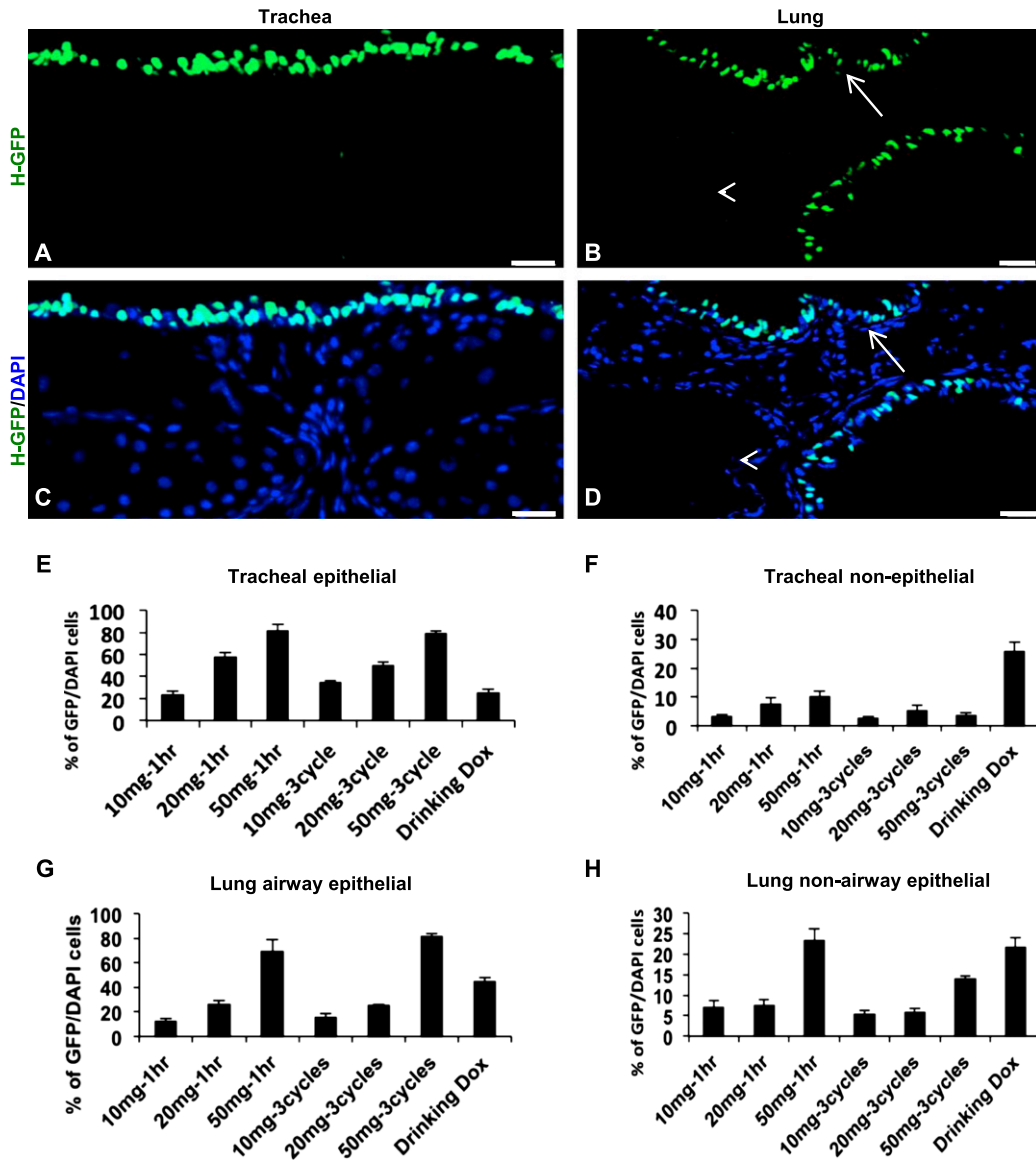 Trachea
Lung
H-GFP
A
B
H-GFP/DAPI
C
D
E
Tracheal epithelial
% of GFP/DAPI cells
100
80
60
40
20
0
10mg-1hr
20mg-1hr
50mg-1hr
10mg-3cycle
20mg-3cycle
50mg-3cycle
Drinking Dox
F
Tracheal non-epithelial
% of GFP/DAPI cells
40
30
20
10
0
10mg-1hr
20mg-1hr
50mg-1hr
10mg-3cycles
20mg-3cycles
50mg-3cycles
Drinking Dox
G
Lung airway epithelial
% of GFP/DAPI cells
100
80
60
40
20
0
10mg-1hr
20mg-1hr
50mg-1hr
10mg-3cycles
20mg-3cycles
50mg-3cycles
Drinking Dox
H
Lung non-airway epithelial
% of GFP/DAPI cells
30
25
20
15
10
5
0
10mg-1hr
20mg-1hr
50mg-1hr
10mg-3cycles
20mg-3cycles
50mg-3cycles
Drinking Dox